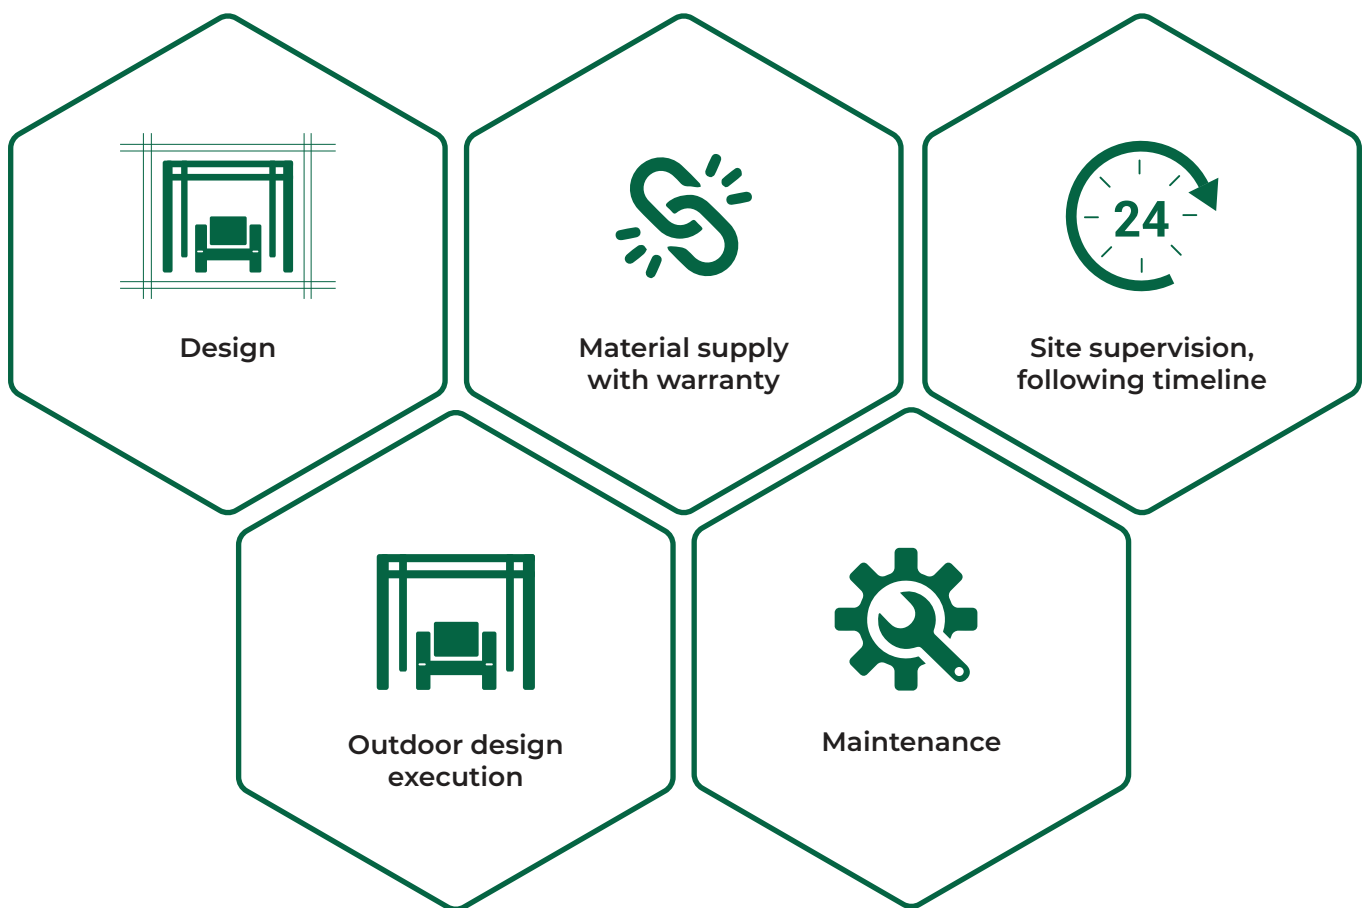 Design
Material supply
with warranty
24
Site supervision,
following timeline
Outdoor design
execution
Maintenance